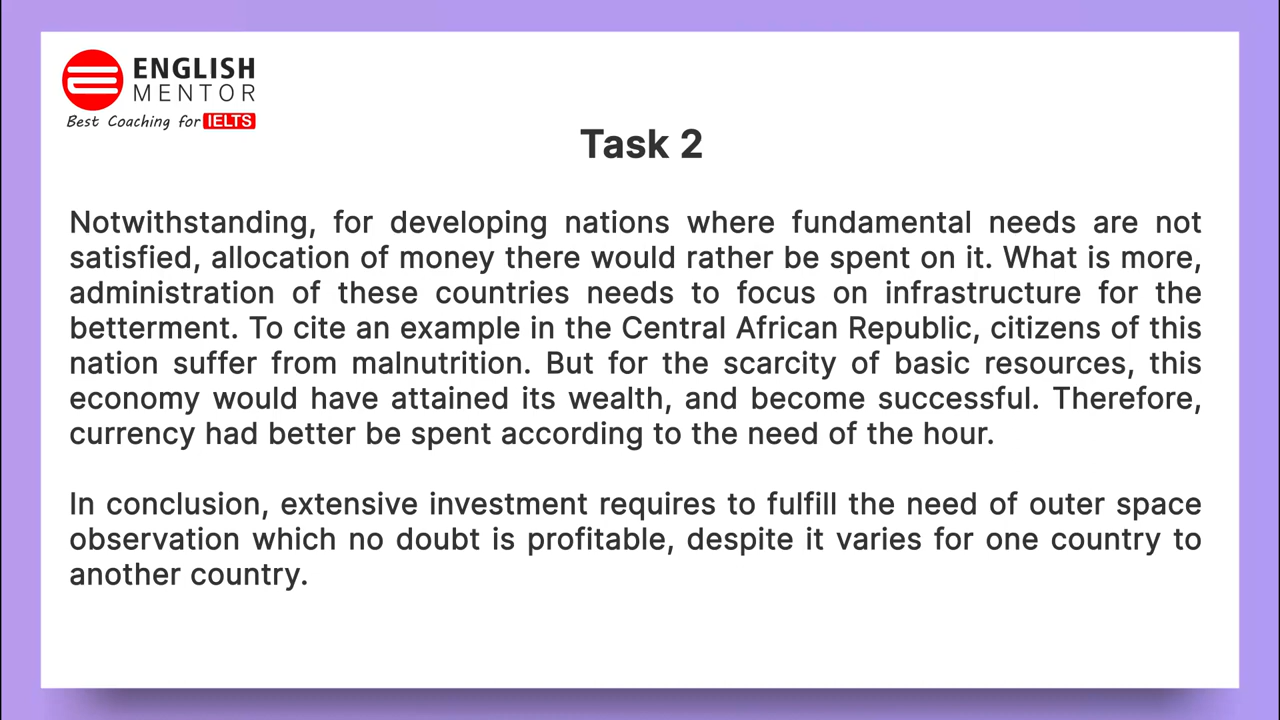 ENGLISH
MENTOR
Best Coaching for IELTS
Task 2
Notwithstanding, for developing nations where fundamental needs are not
satisfied, allocation of money there would rather be spent on it. What is more,
administration of these countries needs to focus on infrastructure for the
betterment. To cite an example in the Central African Republic, citizens of this
nation suffer from malnutrition. But for the scarcity of basic resources, this
economy would have attained its wealth, and become successful. Therefore,
currency had better be spent according to the need of the hour.
In conclusion, extensive investment requires to fulfill the need of outer space
observation which no doubt is profitable, despite it varies for one country to
another country.